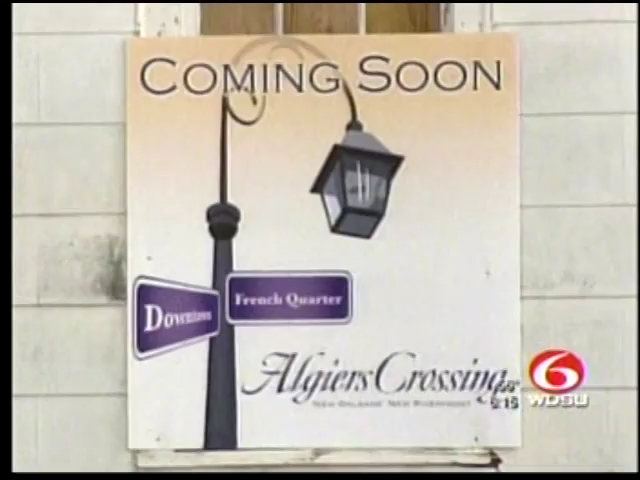 COMING SOON
Downtown
French Quarter
Algiers Crossing
NEW ORLEANS' NEW RIVERFRONT
6
WDSU